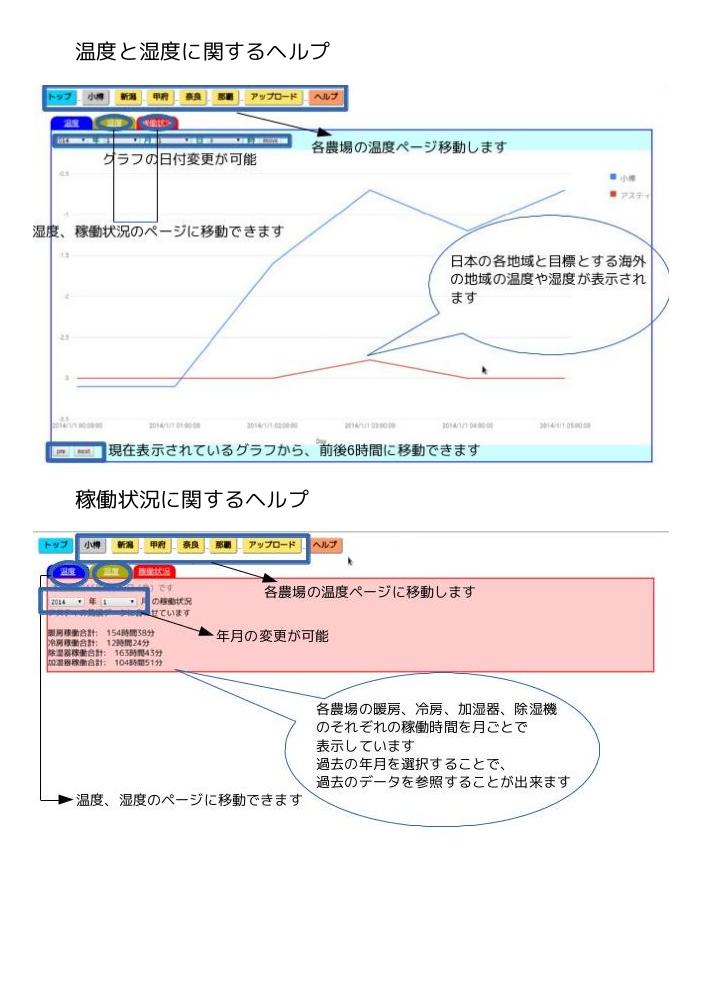 温度と湿度に関するヘルプ
トップ 小樽 新潟 甲府 奈良 那覇 アップロード ヘルプ
温度 湿度 稼働状況
2014 年 1 月 1 日
各農場の温度ページ移動します
グラフの日付変更が可能
-0.5
小樽
アスティ
-1
湿度、稼働状況のページに移動できます
-1.5
日本の各地域と目標とする海外
の地域の温度や湿度が表示され
ます
-2
-2.5
-3
-3.5
2014/1/1 00:00:00 2014/1/1 01:00:00 2014/1/1 02:00:00 2014/1/1 03:00:00 2014/1/1 04:00:00 2014/1/1 05:00:00
Day
pre next 現在表示されているグラフから、前後6時間に移動できます
稼働状況に関するヘルプ
トップ 小樽 新潟 甲府 奈良 那覇 アップロード ヘルプ
温度 湿度 稼働状況
です
各農場の温度ページに移動します
2014 年 1 月 の稼働状況
せています
年月の変更が可能
暖房稼働合計: 154時間38分
冷房稼働合計: 12時間24分
除湿器稼働合計: 163時間43分
加湿器稼働合計: 104時間51分
各農場の暖房、冷房、加湿器、除湿機
のそれぞれの稼働時間を月ごとで
表示しています
過去の年月を選択することで、
過去のデータを参照することが出来ます
温度、湿度のページに移動できます